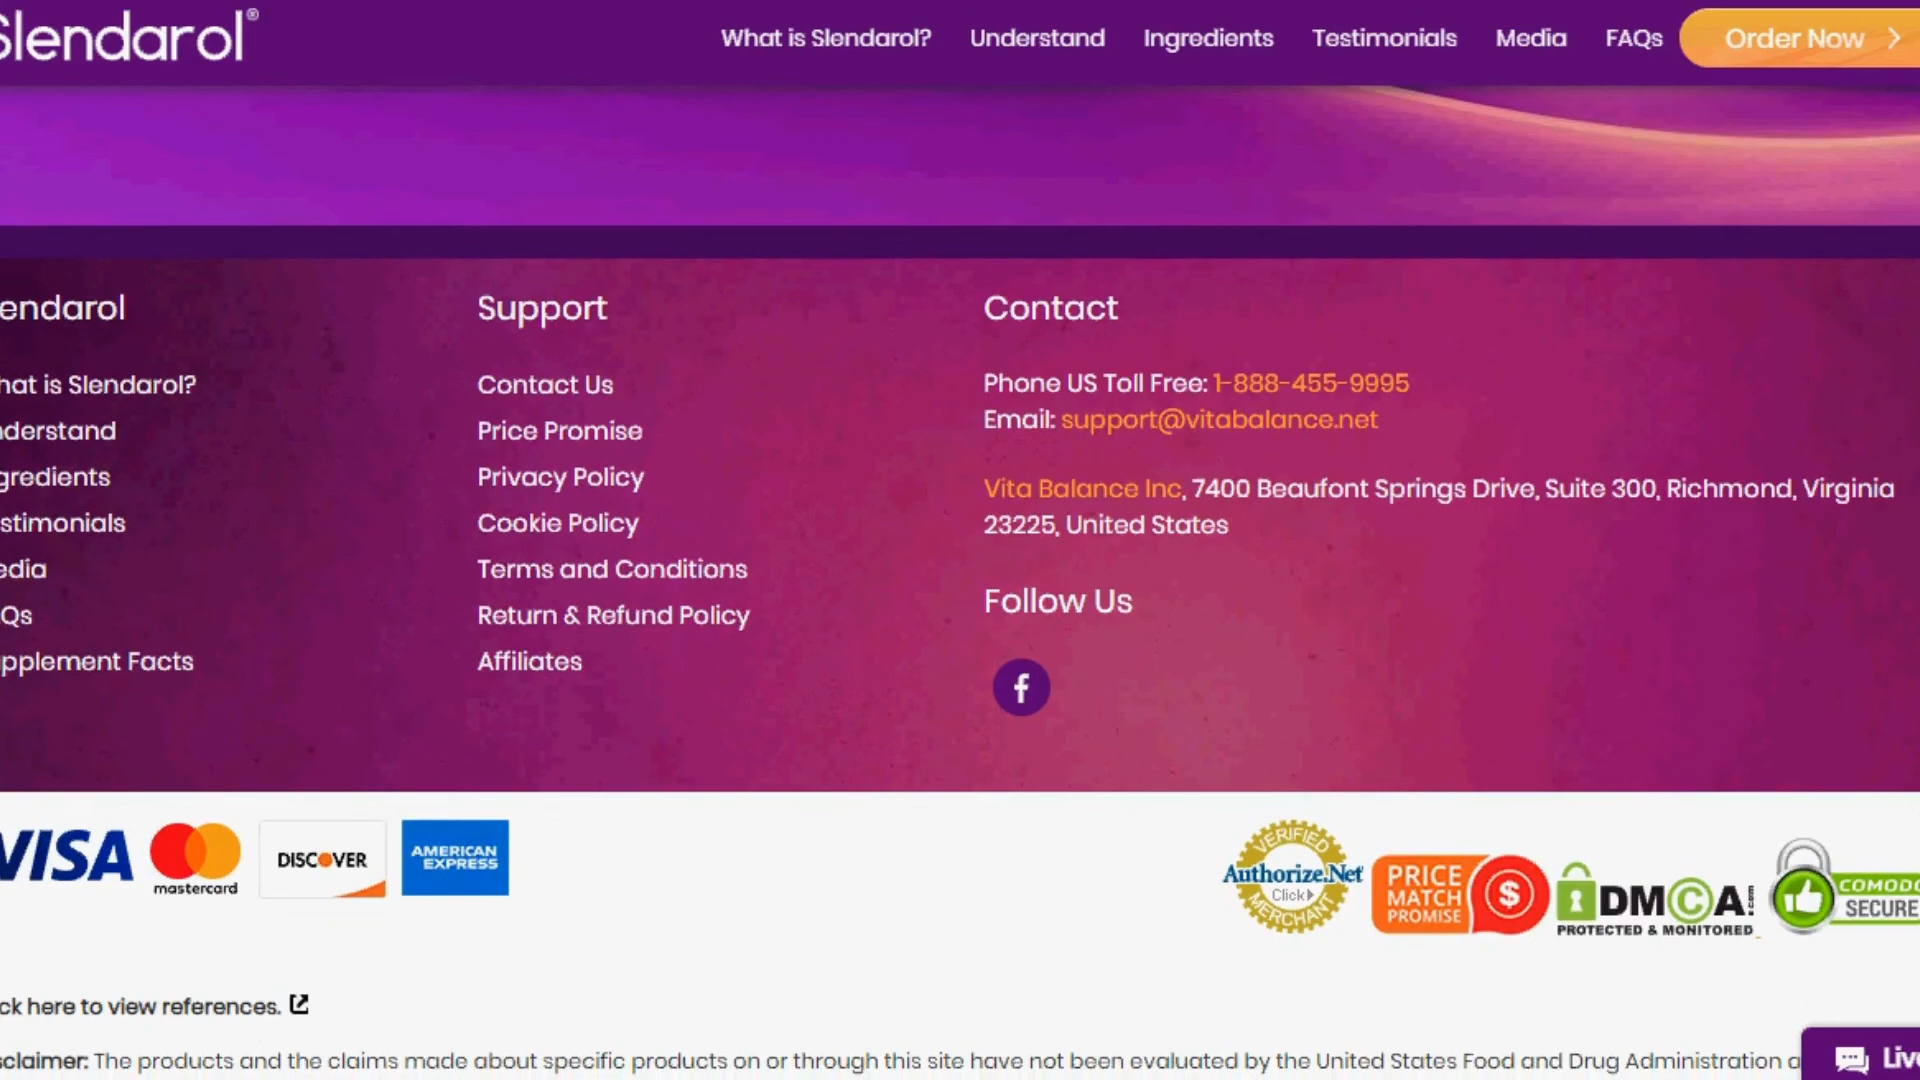 Slendarol®
What is Slendarol? Understand Ingredients Testimonials Media FAQs Order Now
endarol
hat is Slendarol?
derstand
gredients
stimonials
edia
Qs
pplement Facts
Support
Contact Us
Price Promise
Privacy Policy
Cookie Policy
Terms and Conditions
Return & Refund Policy
Affiliates
Contact
Phone US Toll Free: 1-888-455-9995
Email: support@vitabalance.net
Vita Balance Inc, 7400 Beaufont Springs Drive, Suite 300, Richmond, Virginia
23225, United States
Follow Us
VISA
mastercard
DISCOVER
AMERICAN
EXPRESS
VERIFIED
Authorize.Net
Click
MERCHANT
PRICE
MATCH
PROMISE
$
DMCA.com
PROTECTED & MONITORED
COMODO
SECURE
ck here to view references.
sclaimer: The products and the claims made about specific products on or through this site have not been evaluated by the United States Food and Drug Administration a
Live